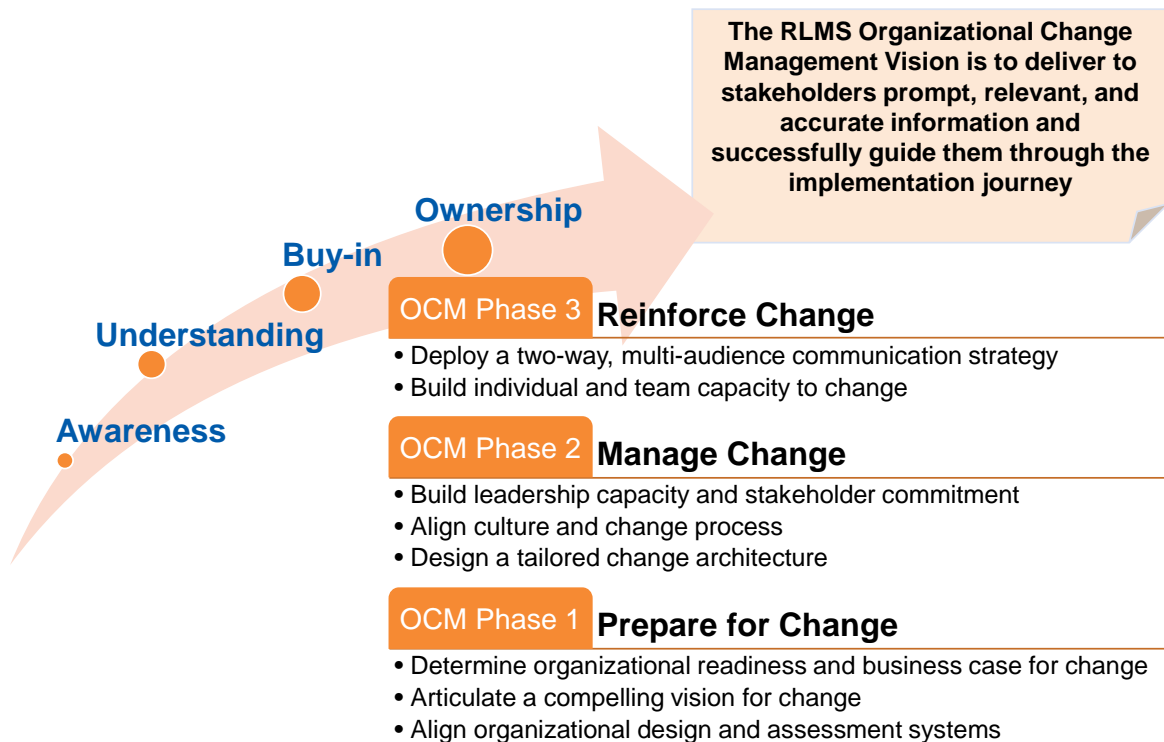 The RLMS Organizational Change
Management Vision is to deliver to
stakeholders prompt, relevant, and
accurate information and
successfully guide them through the
implementation journey
Ownership
Buy-in
Understanding
Awareness
OCM Phase 3 Reinforce Change
• Deploy a two-way, multi-audience communication strategy
• Build individual and team capacity to change
OCM Phase 2 Manage Change
• Build leadership capacity and stakeholder commitment
• Align culture and change process
• Design a tailored change architecture
OCM Phase 1 Prepare for Change
• Determine organizational readiness and business case for change
• Articulate a compelling vision for change
• Align organizational design and assessment systems